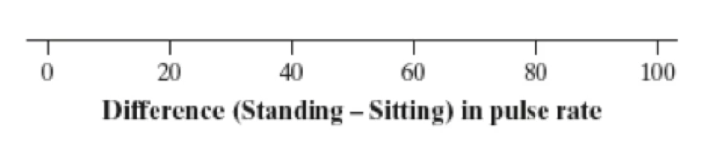 0 20 40 60 80 100
Difference (Standing – Sitting) in pulse rate